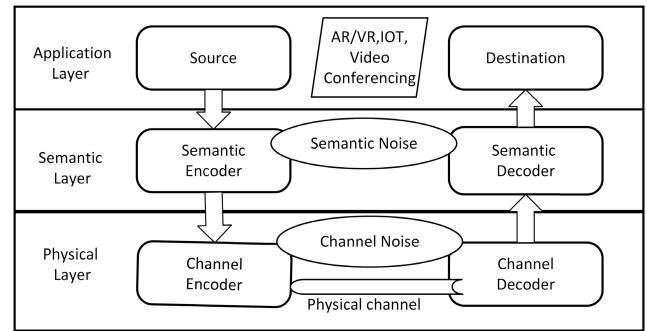 Application
Layer
Source
AR/VR,IOT,
Video
Conferencing
Destination
Semantic
Layer
Semantic
Encoder
Semantic Noise
Semantic
Decoder
Physical
Layer
Channel
Encoder
Channel Noise
Physical channel
Channel
Decoder